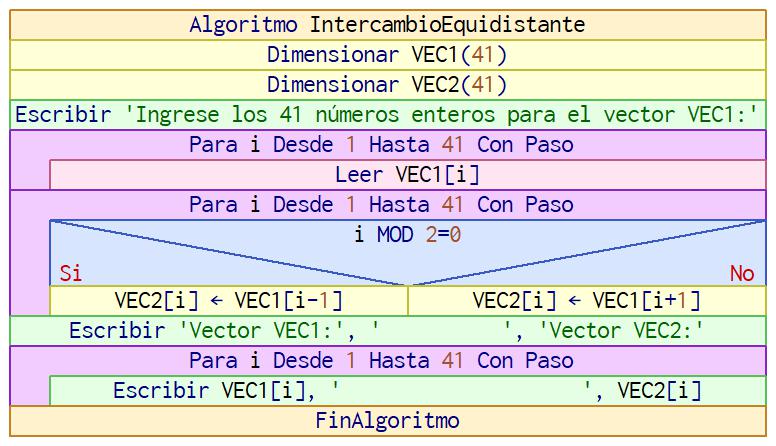 Algoritmo IntercambioEquidistante
Dimensionar VEC1(41)
Dimensionar VEC2(41)
Escribir 'Ingrese los 41 números enteros para el vector VEC1:'
Para i Desde 1 Hasta 41 Con Paso
Leer VEC1[i]
Para i Desde 1 Hasta 41 Con Paso
i MOD 2=0
Si No
VEC2[i] ← VEC1[i-1] VEC2[i] ← VEC1[i+1]
Escribir 'Vector VEC1:', '          ', 'Vector VEC2:'
Para i Desde 1 Hasta 41 Con Paso
Escribir VEC1[i], '                    ', VEC2[i]
FinAlgoritmo